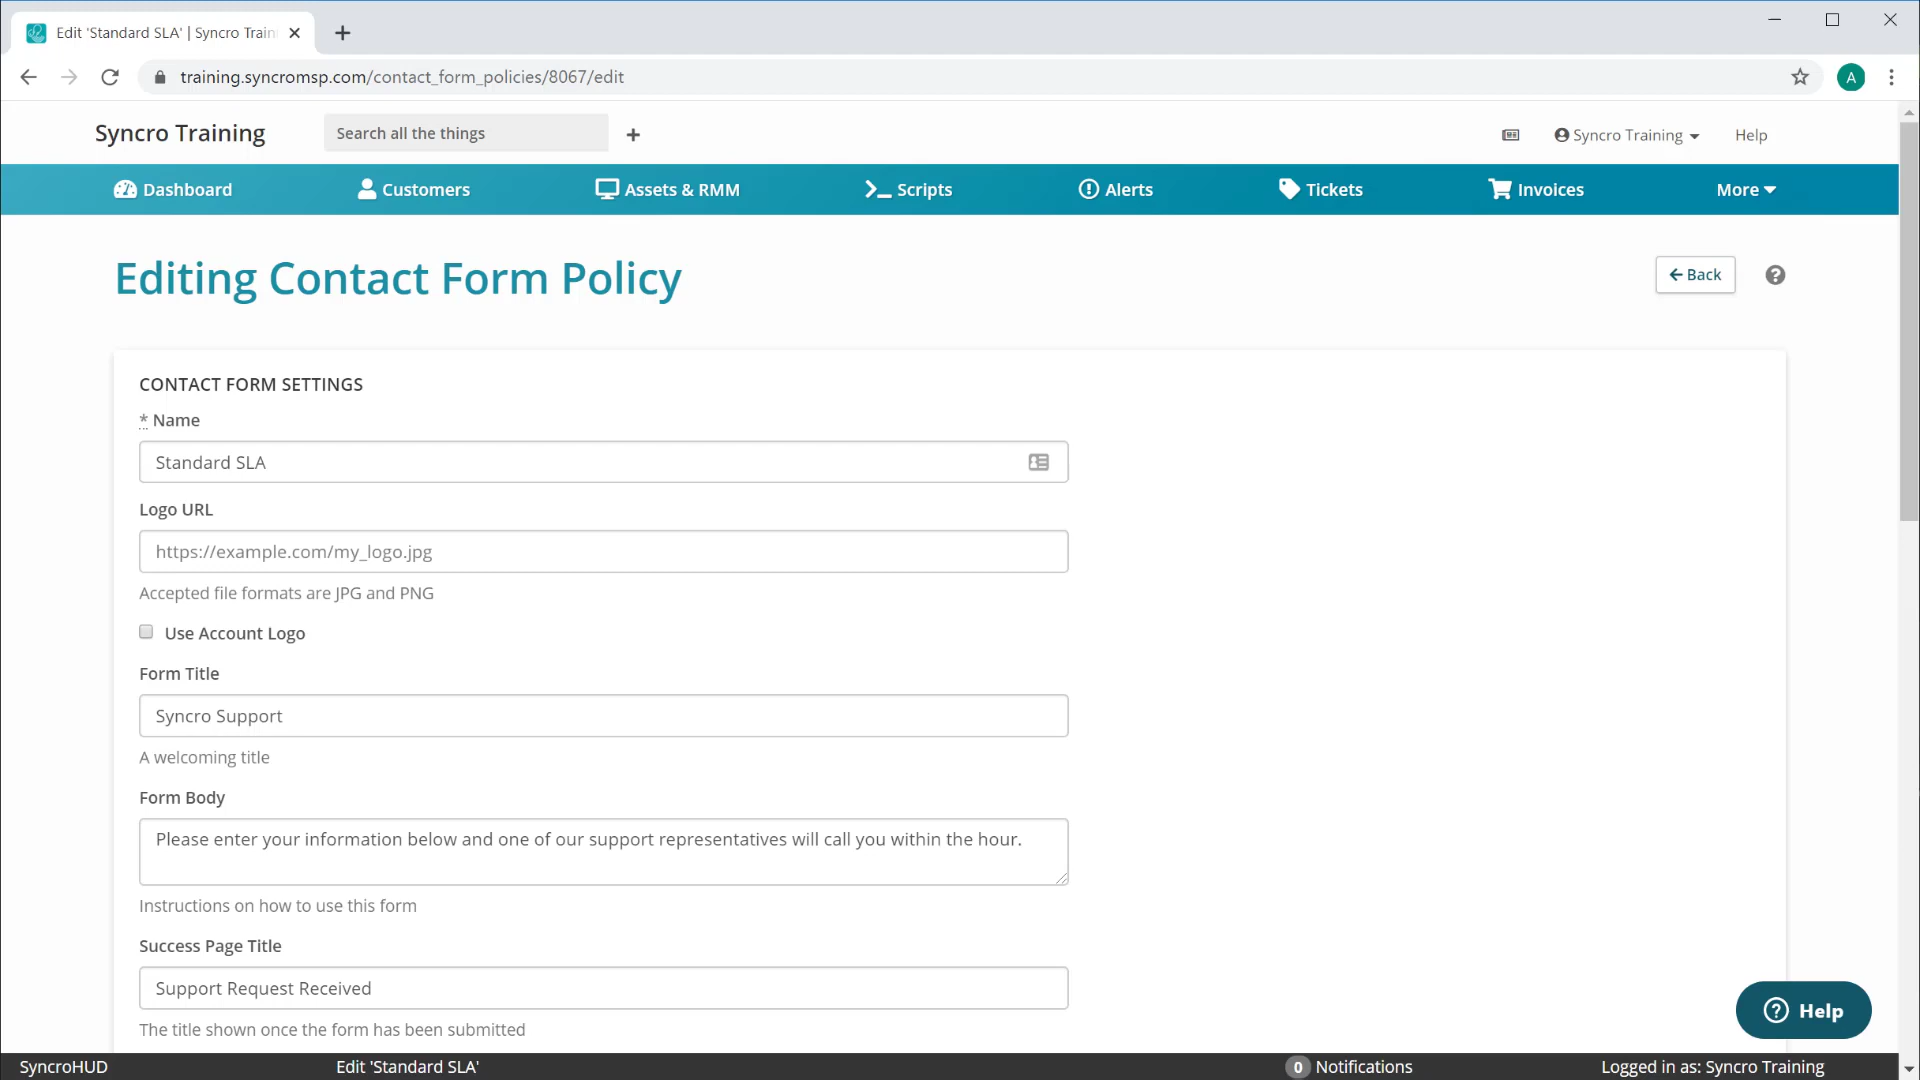 Edit 'Standard SLA' | Syncro Train
training.syncromsp.com/contact_form_policies/8067/edit
A
Syncro Training
Search all the things
Syncro Training
Help
Dashboard
Customers
Assets & RMM
Scripts
Alerts
Tickets
Invoices
More
Editing Contact Form Policy
Back
CONTACT FORM SETTINGS
* Name
Standard SLA
Logo URL
https://example.com/my_logo.jpg
Accepted file formats are JPG and PNG
Use Account Logo
Form Title
Syncro Support
A welcoming title
Form Body
Please enter your information below and one of our support representatives will call you within the hour.
Instructions on how to use this form
Success Page Title
Support Request Received
The title shown once the form has been submitted
Help
SyncroHUD
Edit 'Standard SLA'
0 Notifications
Logged in as: Syncro Training